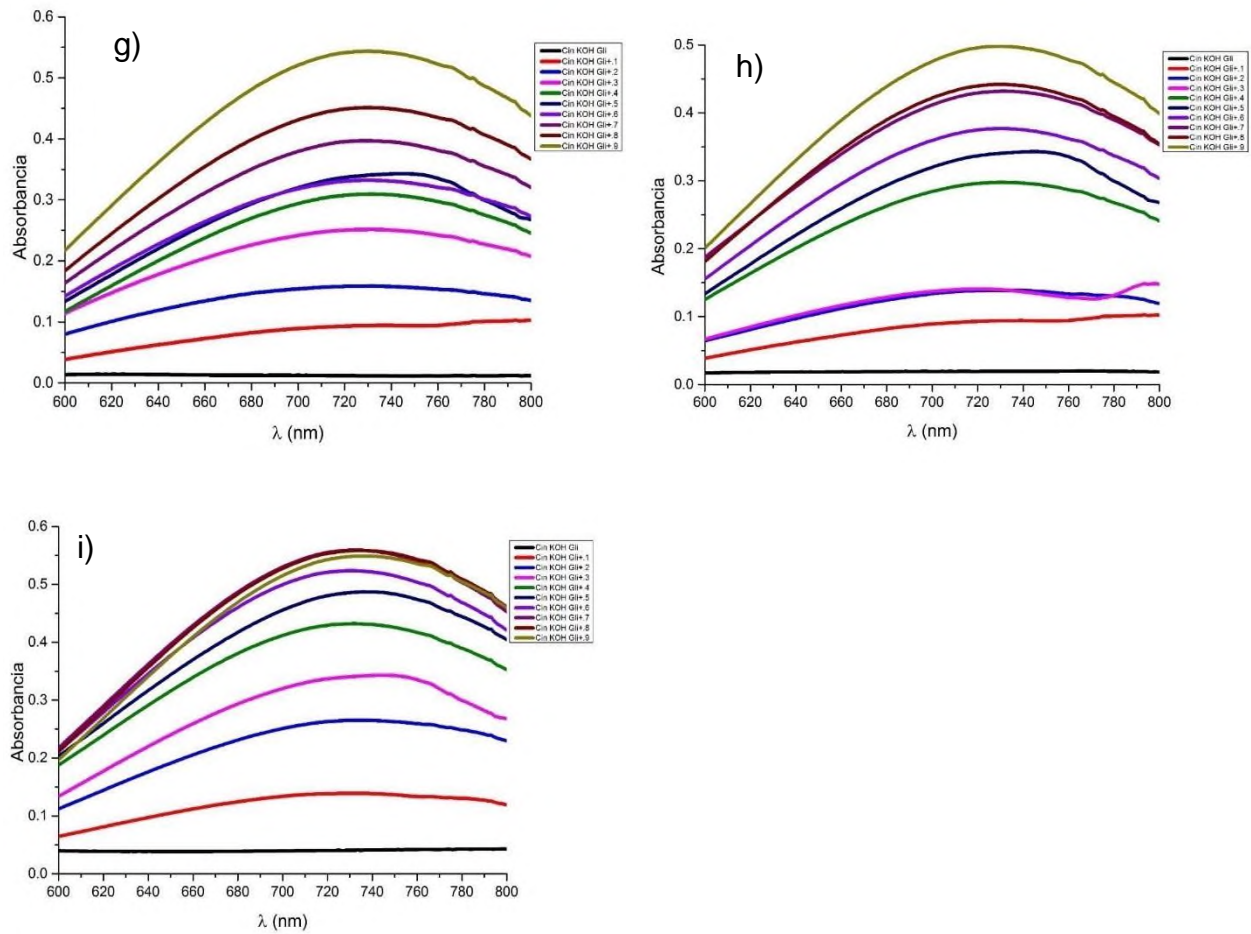 g)
Absorbancia
0.6
0.5
0.4
0.3
0.2
0.1
0.0
600 620 640 660 680 700 720 740 760 780 800
λ (nm)
Cin KOH Gli
Cin KOH Gli+.1
Cin KOH Gli+.2
Cin KOH Gli+.3
Cin KOH Gli+.4
Cin KOH Gli+.5
Cin KOH Gli+.6
Cin KOH Gli+.7
Cin KOH Gli+.8
Cin KOH Gli+.9
h)
Absorbancia
0.5
0.4
0.3
0.2
0.1
0.0
600 620 640 660 680 700 720 740 760 780 800
λ (nm)
Cin KOH Gli
Cin KOH Gli+.1
Cin KOH Gli+.2
Cin KOH Gli+.3
Cin KOH Gli+.4
Cin KOH Gli+.5
Cin KOH Gli+.6
Cin KOH Gli+.7
Cin KOH Gli+.8
Cin KOH Gli+.9
i)
Absorbancia
0.6
0.5
0.4
0.3
0.2
0.1
0.0
600 620 640 660 680 700 720 740 760 780 800
λ (nm)
Cin KOH Gli
Cin KOH Gli+.1
Cin KOH Gli+.2
Cin KOH Gli+.3
Cin KOH Gli+.4
Cin KOH Gli+.5
Cin KOH Gli+.6
Cin KOH Gli+.7
Cin KOH Gli+.8
Cin KOH Gli+.9